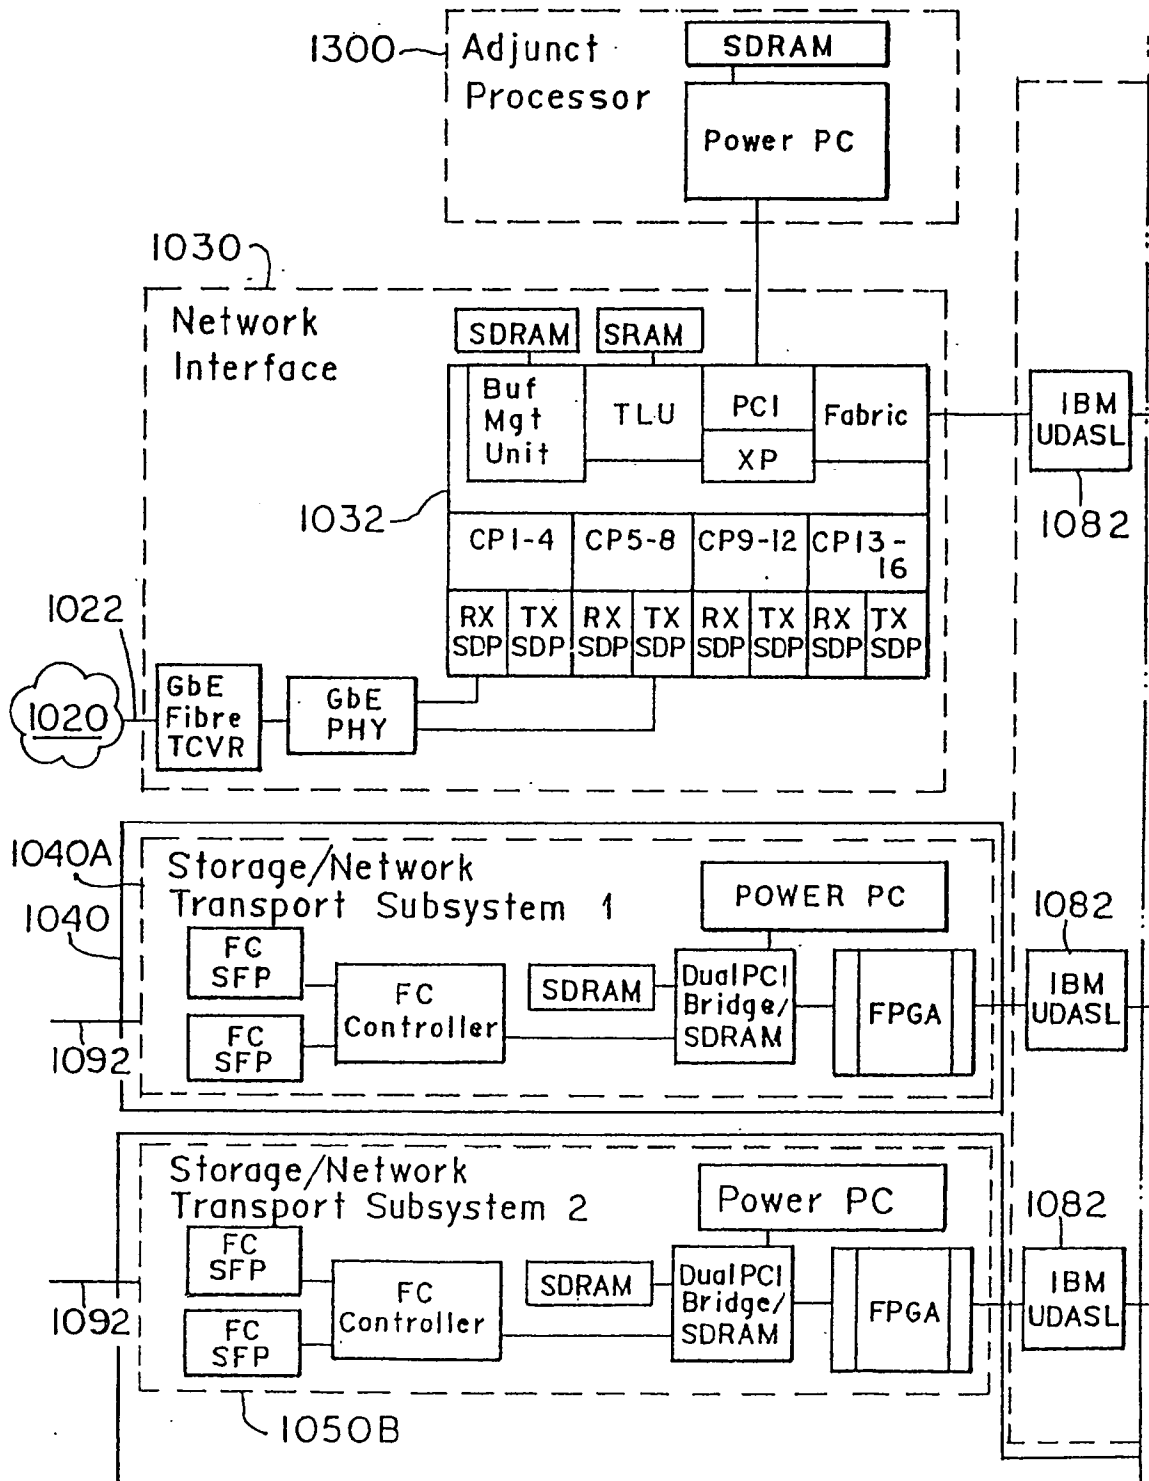 1300
Adjunct
Processor
SDRAM
Power PC
1030
Network
Interface
SDRAM
SRAM
Buf
Mgt
Unit
TLU
PCI
XP
Fabric
IBM
UDASL
1082
1032
CP1-4
CP5-8
CP9-12
CP13-
16
RX
SDP
TX
SDP
RX
SDP
TX
SDP
RX
SDP
TX
SDP
RX
SDP
TX
SDP
1022
1020
GbE
Fibre
TCVR
GbE
PHY
1040A
1040
Storage/Network
Transport Subsystem 1
POWER PC
FC
SFP
FC
SFP
FC
Controller
SDRAM
Dual PCI
Bridge/
SDRAM
FPGA
1082
IBM
UDASL
1092
Storage/Network
Transport Subsystem 2
Power PC
FC
SFP
FC
SFP
FC
Controller
SDRAM
Dual PCI
Bridge/
SDRAM
FPGA
1082
IBM
UDASL
1092
1050B